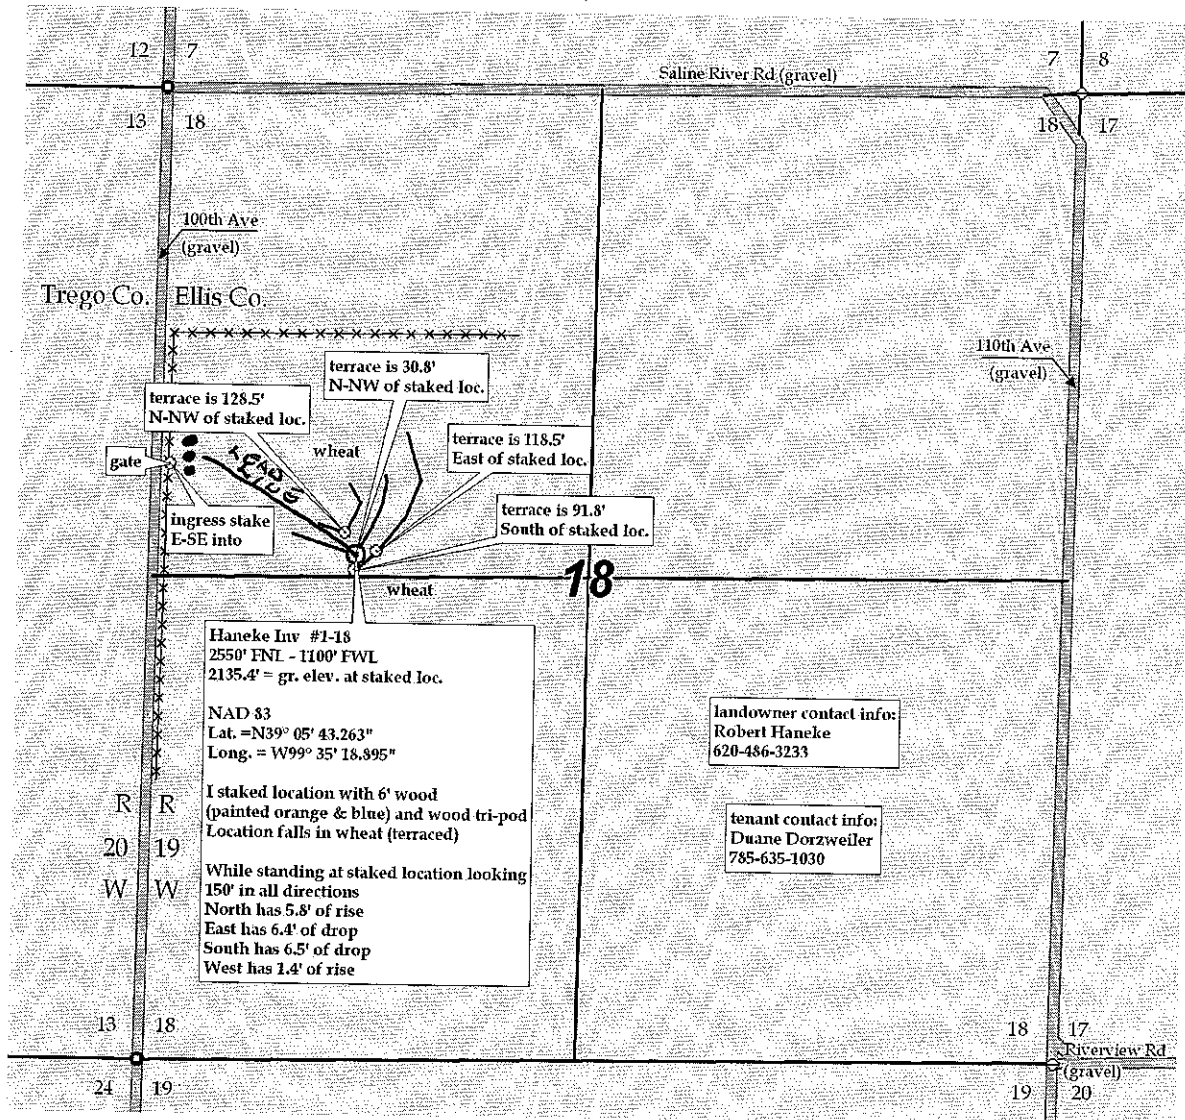 12 7
7 8
Saline River Rd (gravel)
13 18
18 17
100th Ave
(gravel)
Trego Co. Ellis Co.
110th Ave
(gravel)
terrace is 30.8'
N-NW of staked loc.
terrace is 128.5'
N-NW of staked loc.
wheat
terrace is 118.5'
East of staked loc.
gate
LEAD
LINE
terrace is 91.8'
South of staked loc.
ingress stake
E-SE into
18
wheat
Haneke Inv #1-18
2550' FNL - 1100' FWL
2135.4' = gr. elev. at staked loc.
NAD 83
Lat. =N39° 05' 43.263"
Long. = W99° 35' 18.895"
I staked location with 6' wood
(painted orange & blue) and wood tri-pod
Location falls in wheat (terraced)
While standing at staked location looking
150' in all directions
North has 5.8' of rise
East has 6.4' of drop
South has 6.5' of drop
West has 1.4' of rise
landowner contact info:
Robert Haneke
620-486-3233
tenant contact info:
Duane Dorzweiler
785-635-1030
R R
20 19
W W
13 18
18 17
Riverview Rd
(gravel)
24 19
19 20